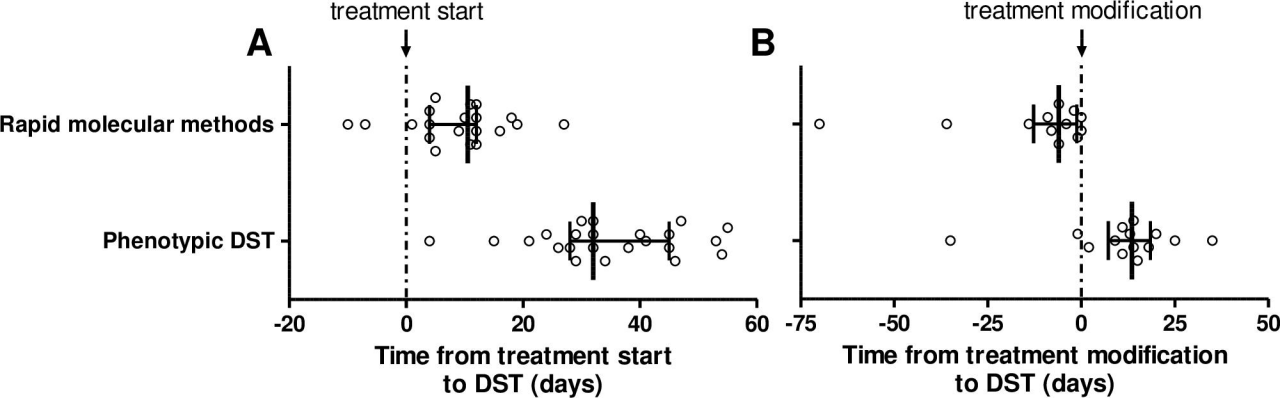 treatment start
treatment modification
A
B
Rapid molecular methods
Phenotypic DST
-20 0 20 40 60
-75 -50 -25 0 25 50
Time from treatment start
to DST (days)
Time from treatment modification
to DST (days)